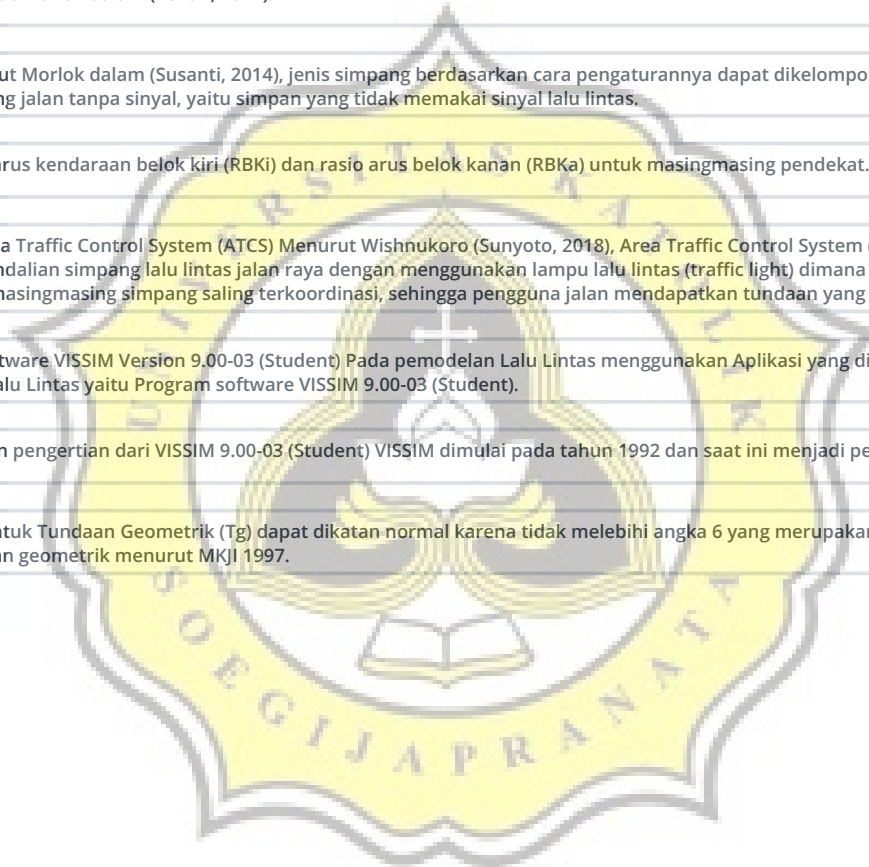 ut Morlok dalam (Susanti, 2014), jenis simpang berdasarkan cara pengaturannya dapat dikelompo
ng jalan tanpa sinyal, yaitu simpan yang tidak memakai sinyal lalu lintas.
arus kendaraan belok kiri (RBKi) dan rasio arus belok kanan (RBKa) untuk masingmasing pendekat.
a Traffic Control System (ATCS) Menurut Wishnukoro (Sunyoto, 2018), Area Traffic Control System (
ndalian simpang lalu lintas jalan raya dengan menggunakan lampu lalu lintas (traffic light) dimana
masingmasing simpang saling terkoordinasi, sehingga pengguna jalan mendapatkan tundaan yang
tware VISSIM Version 9.00-03 (Student) Pada pemodelan Lalu Lintas menggunakan Aplikasi yang di
alu Lintas yaitu Program software VISSIM 9.00-03 (Student).
n pengertian dari VISSIM 9.00-03 (Student) VISSIM dimulai pada tahun 1992 dan saat ini menjadi pe
ntuk Tundaan Geometrik (Tg) dapat dikatan normal karena tidak melebihi angka 6 yang merupakan
an geometrik menurut MKJI 1997.
UNIVERSITAS KATOLIK
SOEGIJAPRANATA